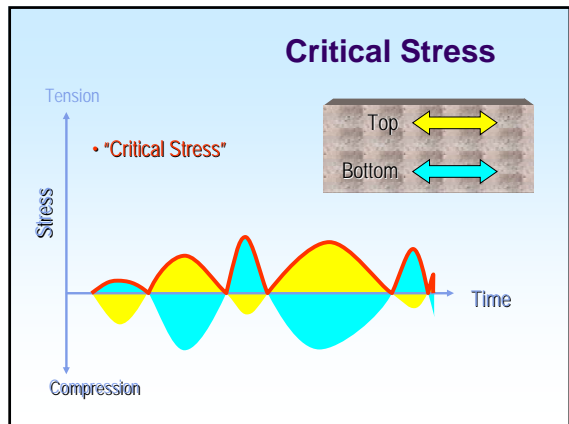 Critical Stress
Tension
Top
• "Critical Stress"
Bottom
Stress
Time
Compression